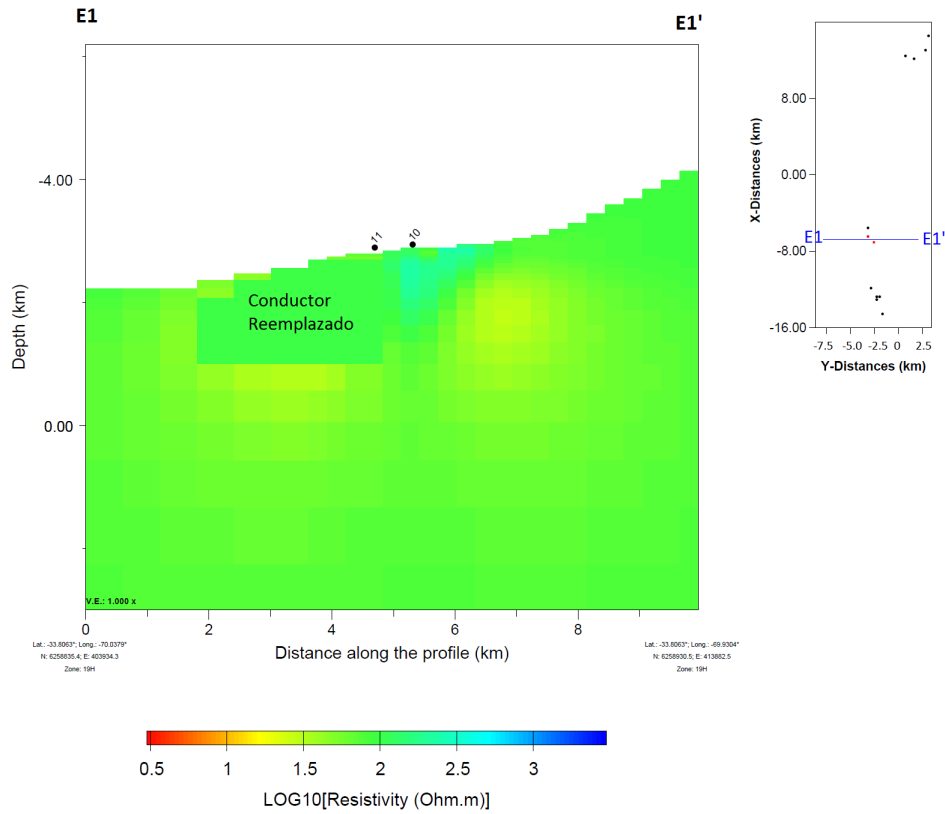 E1
E1'
-4.00
0.00
Depth (km)
11
10
Conductor
Reemplazado
V.E.: 1.000 x
0
2
4
6
8
Distance along the profile (km)
Lat.: -33.8063°; Long.: -70.0379°
N: 6258835.4; E: 403934.3
Zone: 19H
Lat.: -33.8063°; Long.: -69.9304°
N: 6258930.5; E: 413882.5
Zone: 19H
0.5
1
1.5
2
2.5
3
LOG10[Resistivity (Ohm.m)]
8.00
0.00
-8.00
-16.00
X-Distances (km)
E1
E1'
-7.5
-5.0
-2.5
0
2.5
Y-Distances (km)